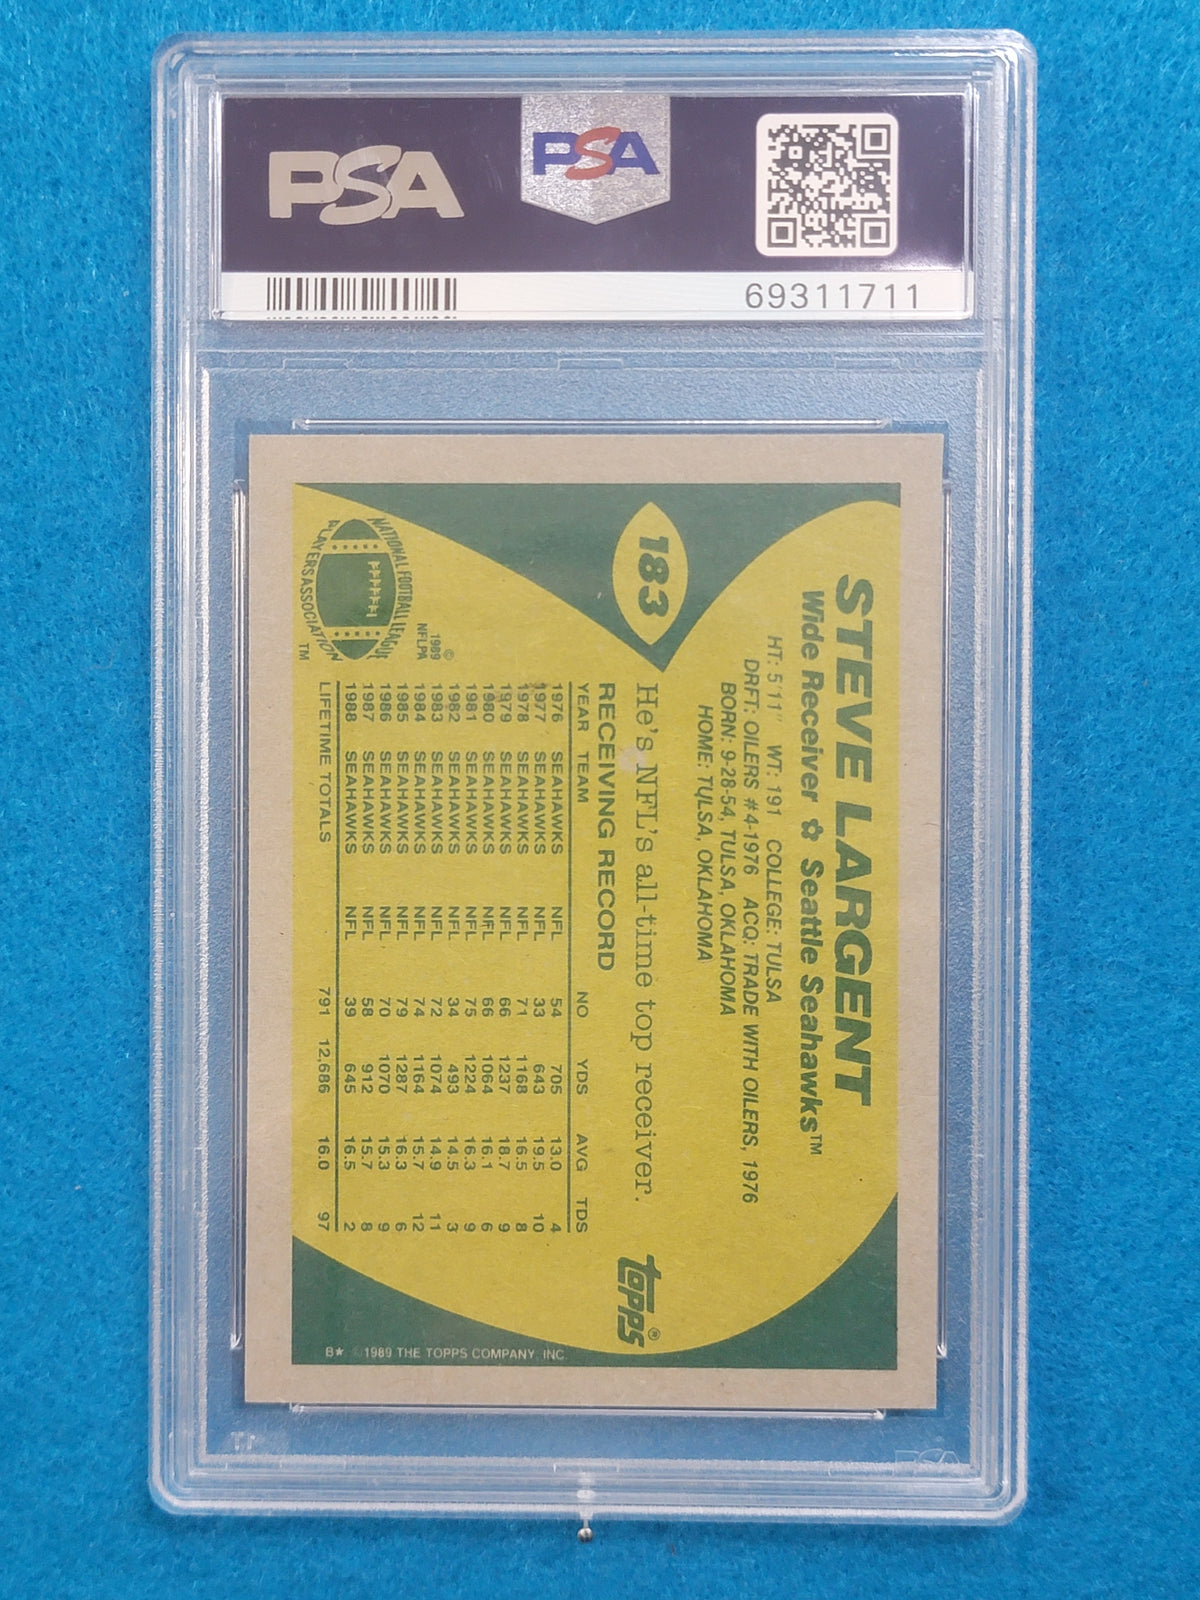 PSA
PSA
69311711
183
STEVE LARGENT
Wide Receiver ✿ Seattle Seahawks™
HT: 5'11" WT: 191 COLLEGE: TULSA
DRFT: OILERS #4-1976 ACQ: TRADE WITH OILERS, 1976
BORN: 9-28-54, TULSA, OKLAHOMA
HOME: TULSA, OKLAHOMA
He's NFL's all-time top receiver.
RECEIVING RECORD
YEAR TEAM NO YDS AVG TDS
1976 SEAHAWKS NFL 54 705 13.0 4
1977 SEAHAWKS NFL 33 643 19.5 10
1978 SEAHAWKS NFL 71 1168 16.5 8
1979 SEAHAWKS NFL 66 1237 18.7 9
1980 SEAHAWKS NFL 66 1064 16.1 6
1981 SEAHAWKS NFL 75 1224 16.3 9
1982 SEAHAWKS NFL 34 493 14.5 3
1983 SEAHAWKS NFL 72 1074 14.9 11
1984 SEAHAWKS NFL 74 1164 15.7 12
1985 SEAHAWKS NFL 79 1287 16.3 6
1986 SEAHAWKS NFL 70 1070 15.3 9
1987 SEAHAWKS NFL 58 912 15.7 8
1988 SEAHAWKS NFL 39 645 16.5 2
LIFETIME TOTALS 791 12,686 16.0 97
NATIONAL FOOTBALL LEAGUE
PLAYERS ASSOCIATION
TM
©
1989
NFLPA
topps®
B★ ©1989 THE TOPPS COMPANY, INC.
PSA